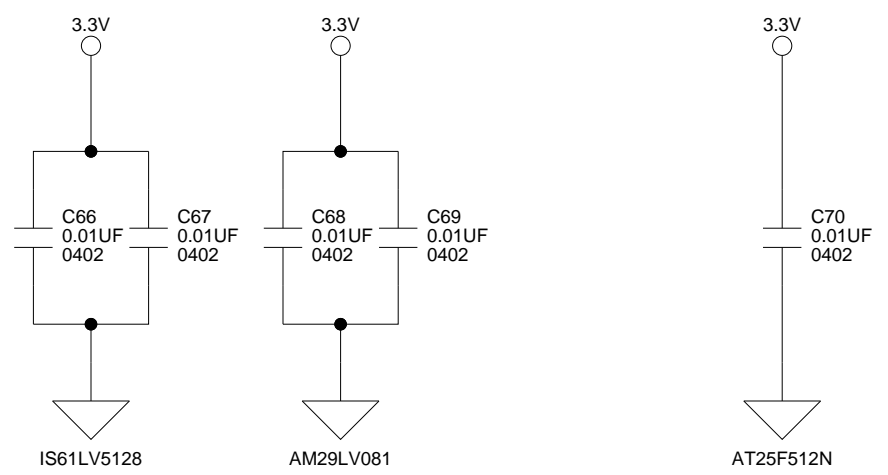 3.3V
3.3V
3.3V
C66
0.01UF
0402
C67
0.01UF
0402
C68
0.01UF
0402
C69
0.01UF
0402
C70
0.01UF
0402
IS61LV5128
AM29LV081
AT25F512N